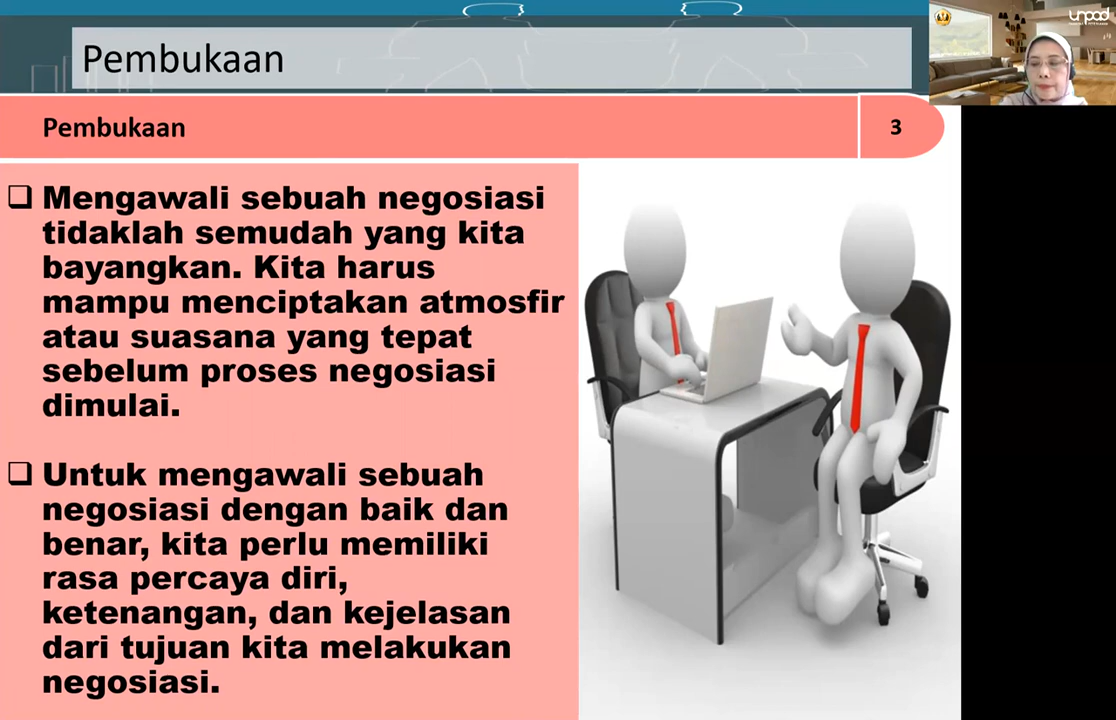 Pembukaan
unpad
Pembukaan
3
❑ Mengawali sebuah negosiasi
tidaklah semudah yang kita
bayangkan. Kita harus
mampu menciptakan atmosfir
atau suasana yang tepat
sebelum proses negosiasi
dimulai.
❑ Untuk mengawali sebuah
negosiasi dengan baik dan
benar, kita perlu memiliki
rasa percaya diri,
ketenangan, dan kejelasan
dari tujuan kita melakukan
negosiasi.